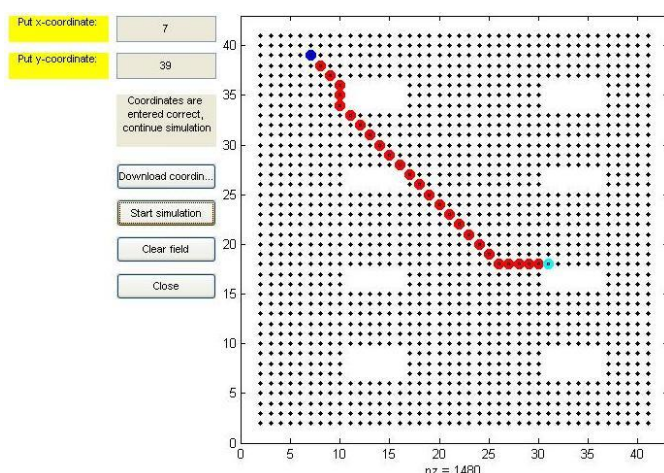 Put x-coordinate: 7
Put y-coordinate: 39
Coordinates are
entered correct,
continue simulation
Download coordin...
Start simulation
Clear field
Close
40
35
30
25
20
15
10
5
0
0 5 10 15 20 25 30 35 40
nz = 1480